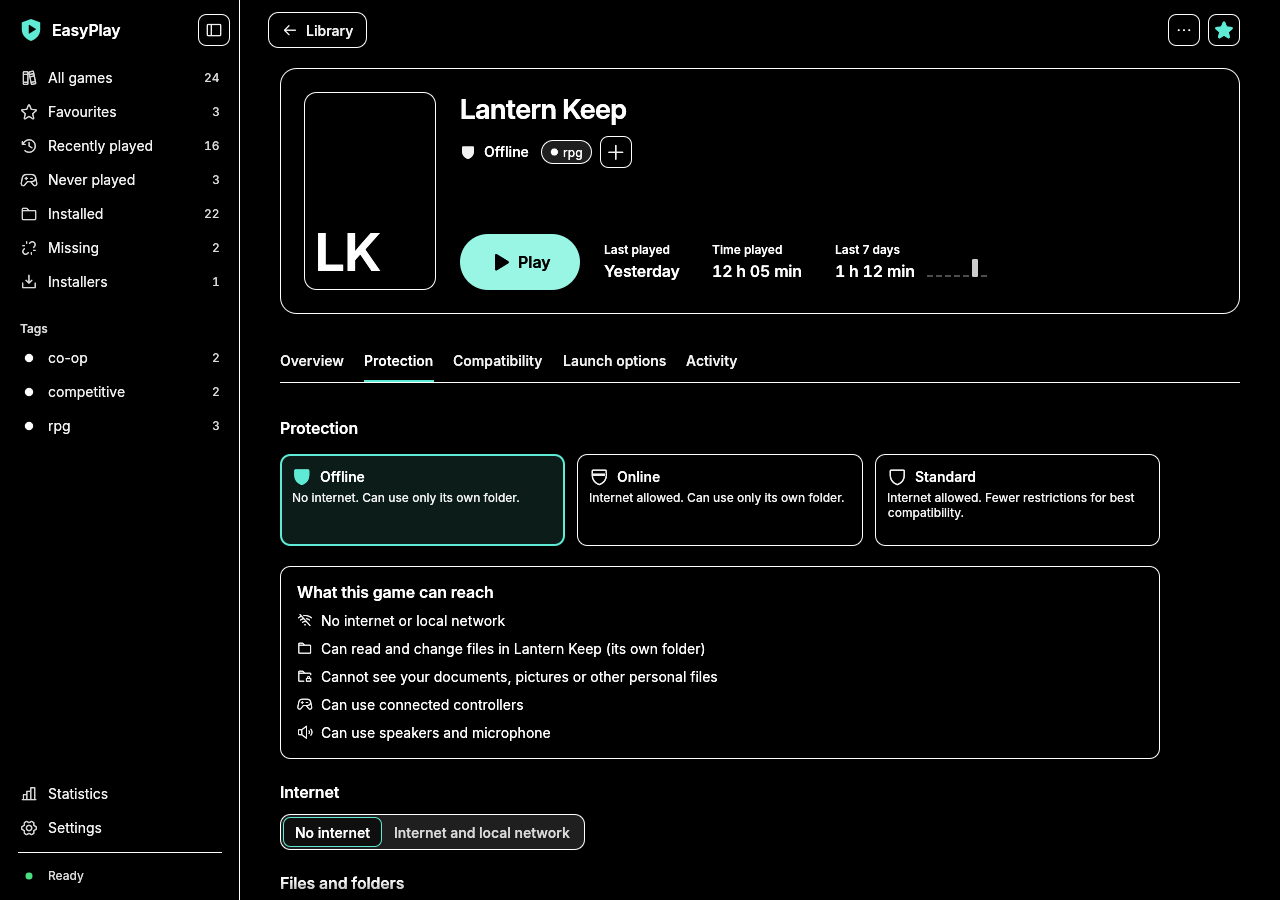 EasyPlay
All games 24
Favourites 3
Recently played 16
Never played 3
Installed 22
Missing 2
Installers 1
Tags
co-op 2
competitive 2
rpg 3
Statistics
Settings
Ready
Library
LK
Lantern Keep
Offline rpg
Play
Last played
Yesterday
Time played
12 h 05 min
Last 7 days
1 h 12 min
Overview Protection Compatibility Launch options Activity
Protection
Offline
No internet. Can use only its own folder.
Online
Internet allowed. Can use only its own folder.
Standard
Internet allowed. Fewer restrictions for best
compatibility.
What this game can reach
No internet or local network
Can read and change files in Lantern Keep (its own folder)
Cannot see your documents, pictures or other personal files
Can use connected controllers
Can use speakers and microphone
Internet
No internet Internet and local network
Files and folders